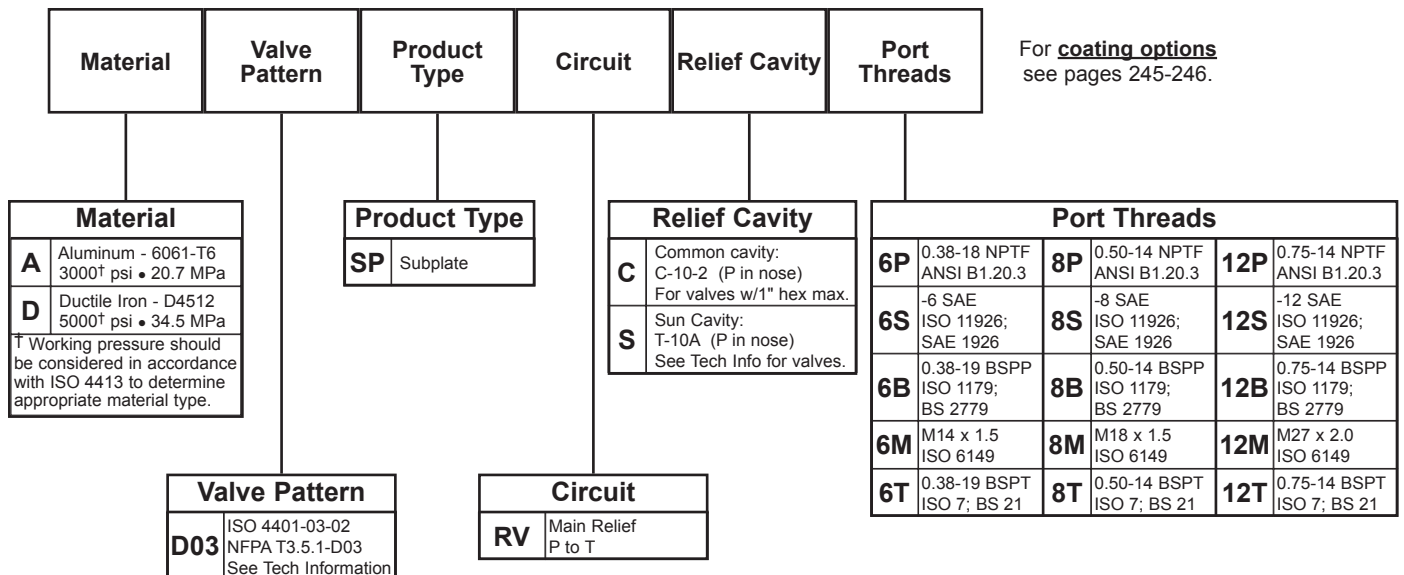 Material
Valve
Pattern
Product
Type
Circuit
Relief Cavity
Port
Threads
For coating options
see pages 245-246.
Material
A
Aluminum - 6061-T6
3000† psi • 20.7 MPa
D
Ductile Iron - D4512
5000† psi • 34.5 MPa
† Working pressure should
be considered in accordance
with ISO 4413 to determine
appropriate material type.
Product Type
SP
Subplate
Relief Cavity
C
Common cavity:
C-10-2 (P in nose)
For valves w/1" hex max.
S
Sun Cavity:
T-10A (P in nose)
See Tech Info for valves.
Port Threads
6P
0.38-18 NPTF
ANSI B1.20.3
8P
0.50-14 NPTF
ANSI B1.20.3
12P
0.75-14 NPTF
ANSI B1.20.3
6S
-6 SAE
ISO 11926;
SAE 1926
8S
-8 SAE
ISO 11926;
SAE 1926
12S
-12 SAE
ISO 11926;
SAE 1926
6B
0.38-19 BSPP
ISO 1179;
BS 2779
8B
0.50-14 BSPP
ISO 1179;
BS 2779
12B
0.75-14 BSPP
ISO 1179;
BS 2779
6M
M14 x 1.5
ISO 6149
8M
M18 x 1.5
ISO 6149
12M
M27 x 2.0
ISO 6149
6T
0.38-19 BSPT
ISO 7; BS 21
8T
0.50-14 BSPT
ISO 7; BS 21
12T
0.75-14 BSPT
ISO 7; BS 21
Valve Pattern
D03
ISO 4401-03-02
NFPA T3.5.1-D03
See Tech Information
Circuit
RV
Main Relief
P to T